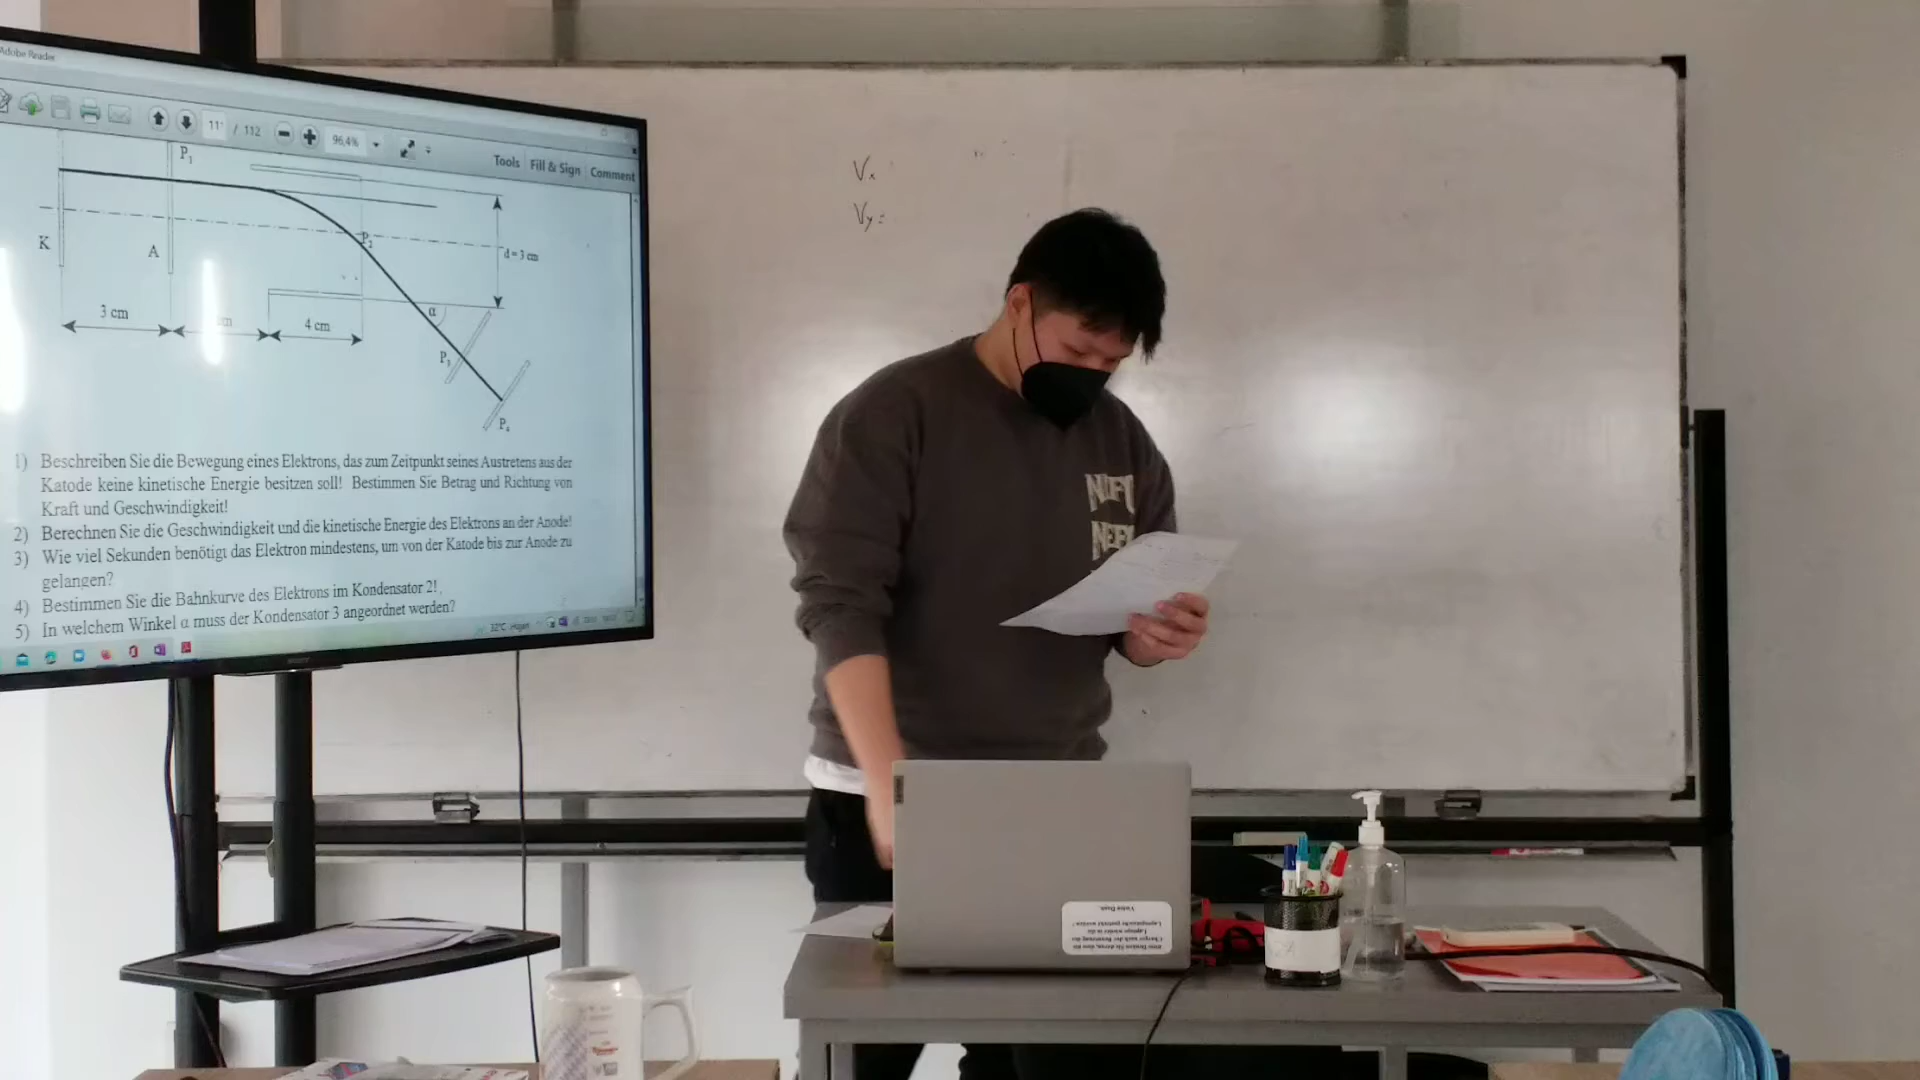 Adobe Reader
/ 112
96,4%
Tools
Fill & Sign
Comment
P1
K
A
P2
d = 3 cm
3 cm
4 cm
α
P3
P4
1) Beschreiben Sie die Bewegung eines Elektrons, das zum Zeitpunkt seines Austretens aus der
Katode keine kinetische Energie besitzen soll! Bestimmen Sie Betrag und Richtung von
Kraft und Geschwindigkeit!
2) Berechnen Sie die Geschwindigkeit und die kinetische Energie des Elektrons an der Anode!
3) Wie viel Sekunden benötigt das Elektron mindestens, um von der Katode bis zur Anode zu
gelangen?
4) Bestimmen Sie die Bahnkurve des Elektrons im Kondensator 2!
5) In welchem Winkel α muss der Kondensator 3 angeordnet werden?
Vx
Vy =